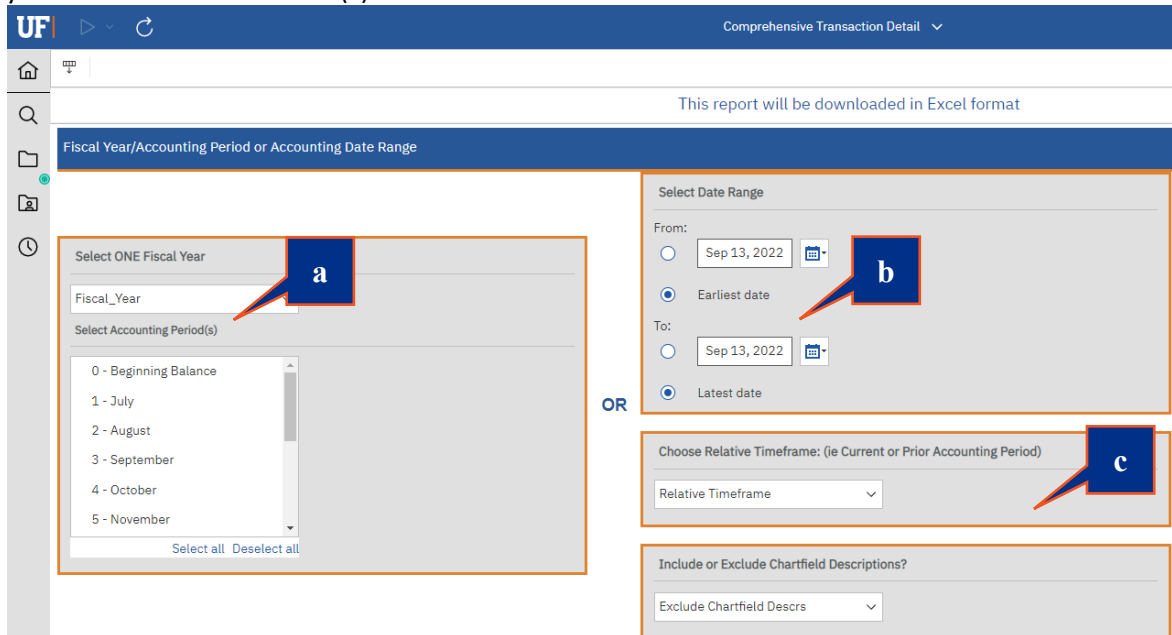 UF
Comprehensive Transaction Detail
This report will be downloaded in Excel format
Fiscal Year/Accounting Period or Accounting Date Range
Select ONE Fiscal Year
a
Fiscal_Year
Select Accounting Period(s)
0 - Beginning Balance
1 - July
2 - August
3 - September
4 - October
5 - November
Select all Deselect all
OR
Select Date Range
From:
Sep 13, 2022
b
Earliest date
To:
Sep 13, 2022
Latest date
Choose Relative Timeframe: (ie Current or Prior Accounting Period)
c
Relative Timeframe
Include or Exclude Chartfield Descriptions?
Exclude Chartfield Descrs